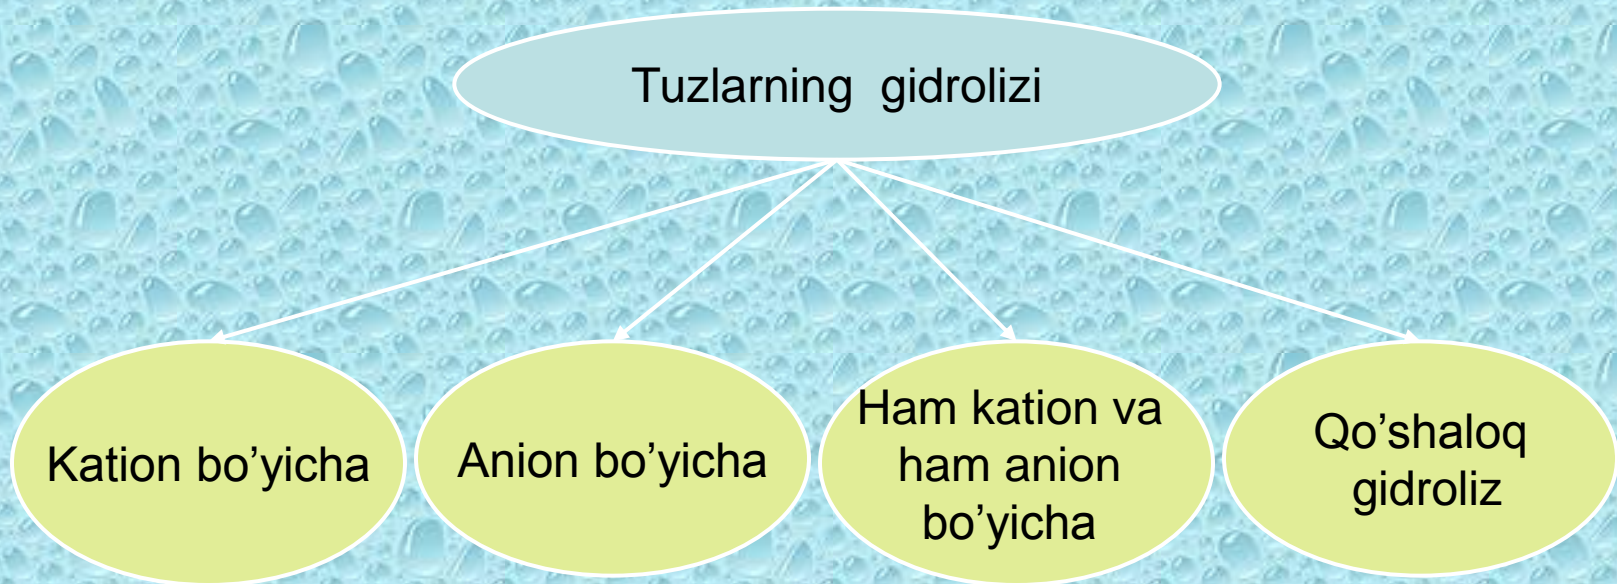 Tuzlarning gidrolizi
Kation bo’yicha
Anion bo’yicha
Ham kation va
ham anion
bo’yicha
Qo’shaloq
gidroliz